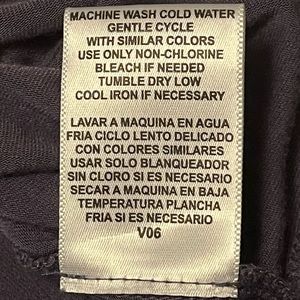 MACHINE WASH COLD WATER
GENTLE CYCLE
WITH SIMILAR COLORS
USE ONLY NON-CHLORINE
BLEACH IF NEEDED
TUMBLE DRY LOW
COOL IRON IF NECESSARY
LAVAR A MAQUINA EN AGUA
FRIA CICLO LENTO DELICADO
CON COLORES SIMILARES
USAR SOLO BLANQUEADOR
SIN CLORO SI ES NECESARIO
SECAR A MAQUINA EN BAJA
TEMPERATURA PLANCHA
FRIA SI ES NECESARIO
V06